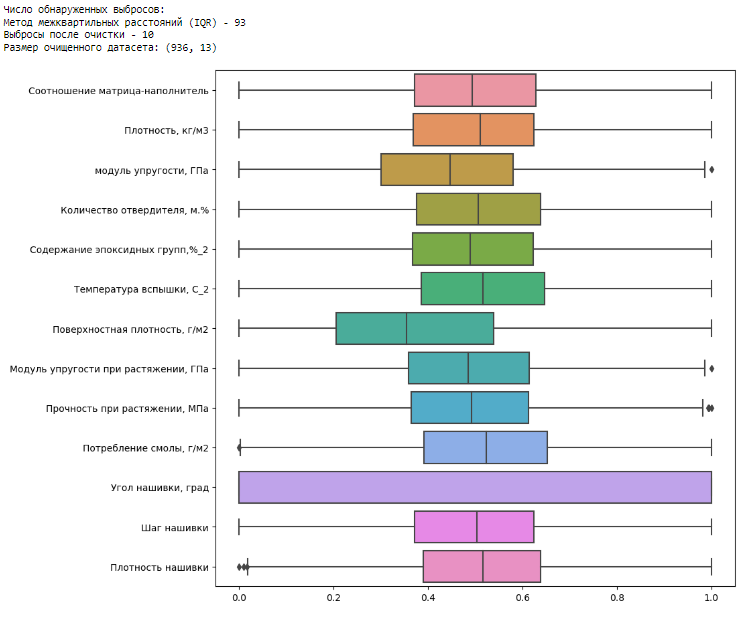 Число обнаруженных выбросов:
Метод межквартильных расстояний (IQR) - 93
Выбросы после очистки - 10
Размер очищенного датасета: (936, 13)
Соотношение матрица-наполнитель
Плотность, кг/м3
модуль упругости, ГПа
Количество отвердителя, м.%
Содержание эпоксидных групп,%_2
Температура вспышки, С_2
Поверхностная плотность, г/м2
Модуль упругости при растяжении, ГПа
Прочность при растяжении, МПа
Потребление смолы, г/м2
Угол нашивки, град
Шаг нашивки
Плотность нашивки
0.0 0.2 0.4 0.6 0.8 1.0